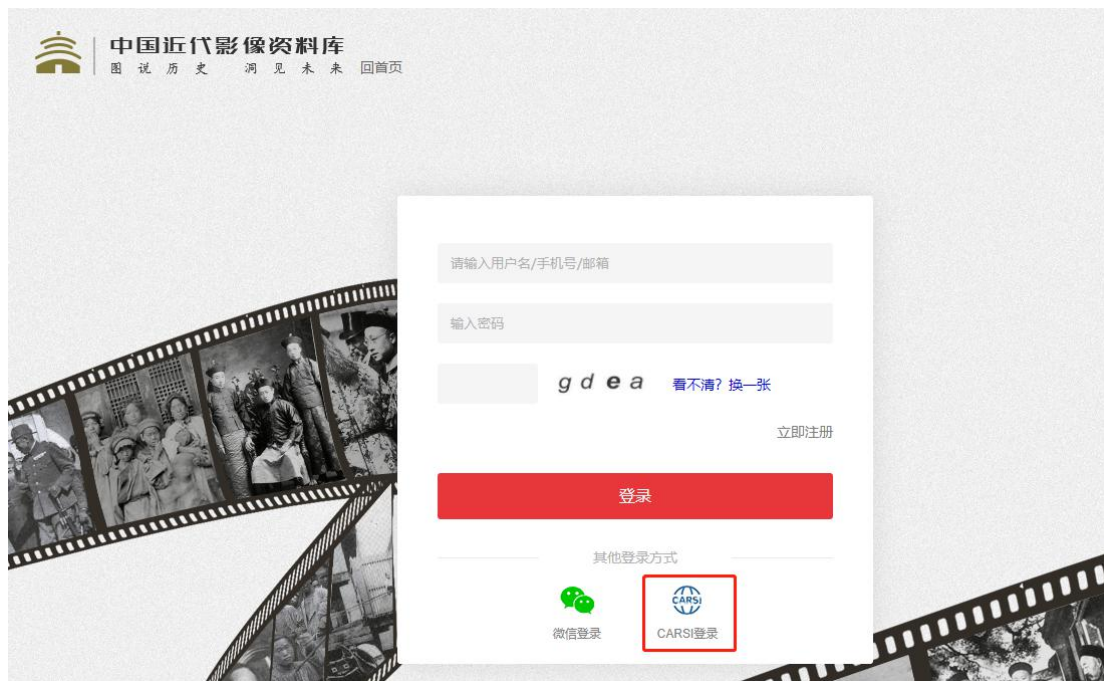 中国近代影像资料库
图说历史 洞见未来 回首页
请输入用户名/手机号/邮箱
输入密码
gdea 看不清？换一张
立即注册
登录
其他登录方式
CARSI
微信登录 CARSI登录